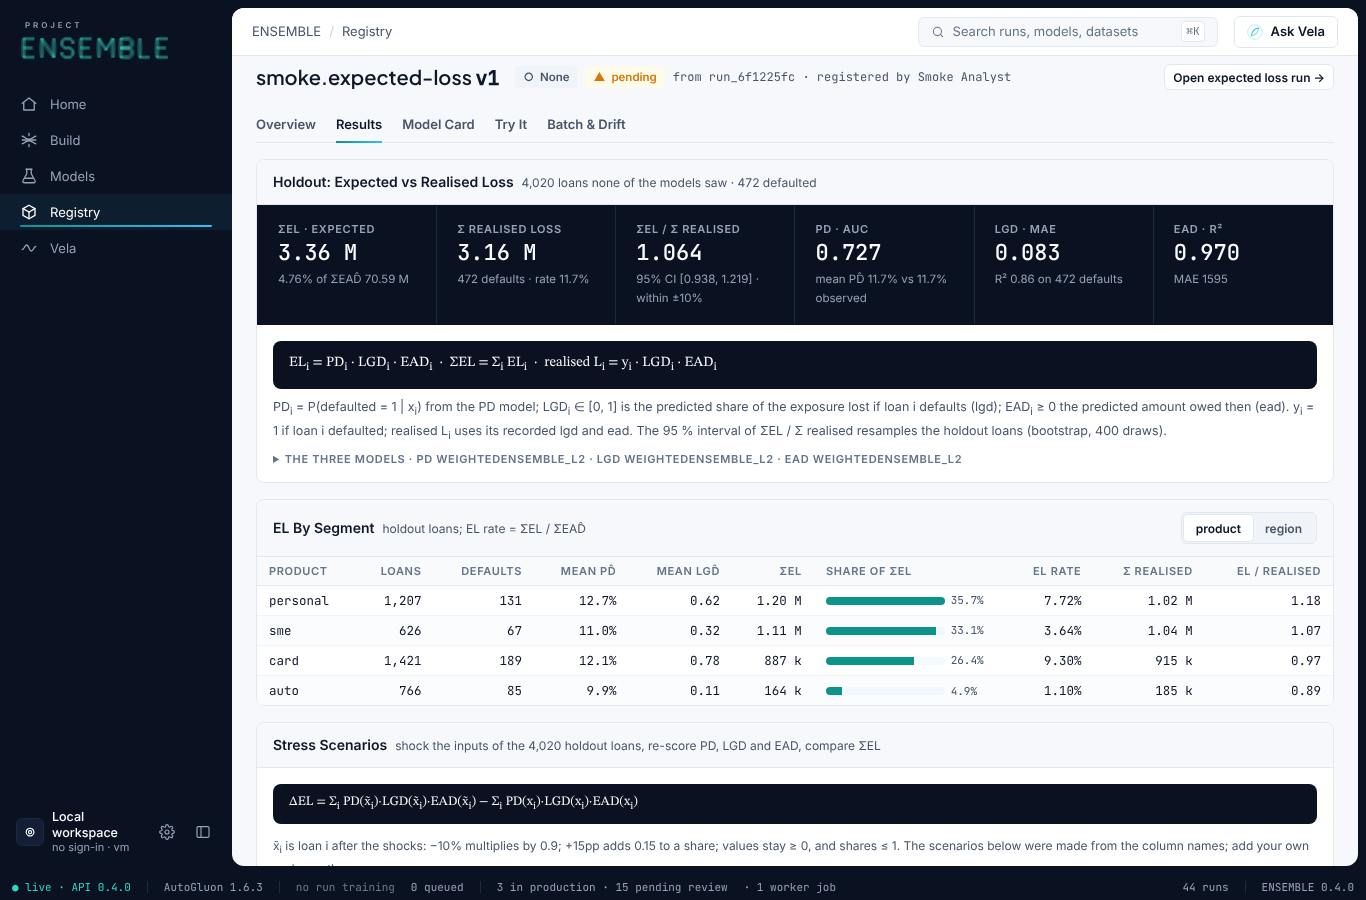 PROJECT
ENSEMBLE
ENSEMBLE / Registry
Search runs, models, datasets ⌘K
Ask Vela
Home
Build
Models
Registry
Vela
smoke.expected-loss v1
None
pending
from run_6f1225fc · registered by Smoke Analyst
Open expected loss run →
Overview Results Model Card Try It Batch & Drift
Holdout: Expected vs Realised Loss 4,020 loans none of the models saw · 472 defaulted
ΣEL · EXPECTED
3.36 M
4.76% of ΣEAD̂ 70.59 M
Σ REALISED LOSS
3.16 M
472 defaults · rate 11.7%
ΣEL / Σ REALISED
1.064
95% CI [0.938, 1.219] ·
within ±10%
PD · AUC
0.727
mean PD̂ 11.7% vs 11.7%
observed
LGD · MAE
0.083
R² 0.86 on 472 defaults
EAD · R²
0.970
MAE 1595
ELi = PDi · LGDi · EADi · ΣEL = Σi ELi · realised Li = yi · LGDi · EADi
PDi = P(defaulted = 1 | xi) from the PD model; LGDi ∈ [0, 1] is the predicted share of the exposure lost if loan i defaults (lgd); EADi ≥ 0 the predicted amount owed then (ead). yi =
1 if loan i defaulted; realised Li uses its recorded lgd and ead. The 95 % interval of ΣEL / Σ realised resamples the holdout loans (bootstrap, 400 draws).
▶ THE THREE MODELS · PD WEIGHTEDENSEMBLE_L2 · LGD WEIGHTEDENSEMBLE_L2 · EAD WEIGHTEDENSEMBLE_L2
EL By Segment holdout loans; EL rate = ΣEL / ΣEAD̂
product region
PRODUCT LOANS DEFAULTS MEAN PD̂ MEAN LGD̂ ΣEL SHARE OF ΣEL EL RATE Σ REALISED EL / REALISED
personal 1,207 131 12.7% 0.62 1.20 M 35.7% 7.72% 1.02 M 1.18
sme 626 67 11.0% 0.32 1.11 M 33.1% 3.64% 1.04 M 1.07
card 1,421 189 12.1% 0.78 887 k 26.4% 9.30% 915 k 0.97
auto 766 85 9.9% 0.11 164 k 4.9% 1.10% 185 k 0.89
Stress Scenarios shock the inputs of the 4,020 holdout loans, re-score PD, LGD and EAD, compare ΣEL
ΔEL = Σi PD(x̃i)·LGD(x̃i)·EAD(x̃i) − Σi PD(xi)·LGD(xi)·EAD(xi)
x̃i is loan i after the shocks: −10% multiplies by 0.9; +15pp adds 0.15 to a share; values stay ≥ 0, and shares ≤ 1. The scenarios below were made from the column names; add your own
Local
workspace
no sign-in · vm
● live · API 0.4.0 AutoGluon 1.6.3 no run training 0 queued 3 in production · 15 pending review · 1 worker job 44 runs ENSEMBLE 0.4.0